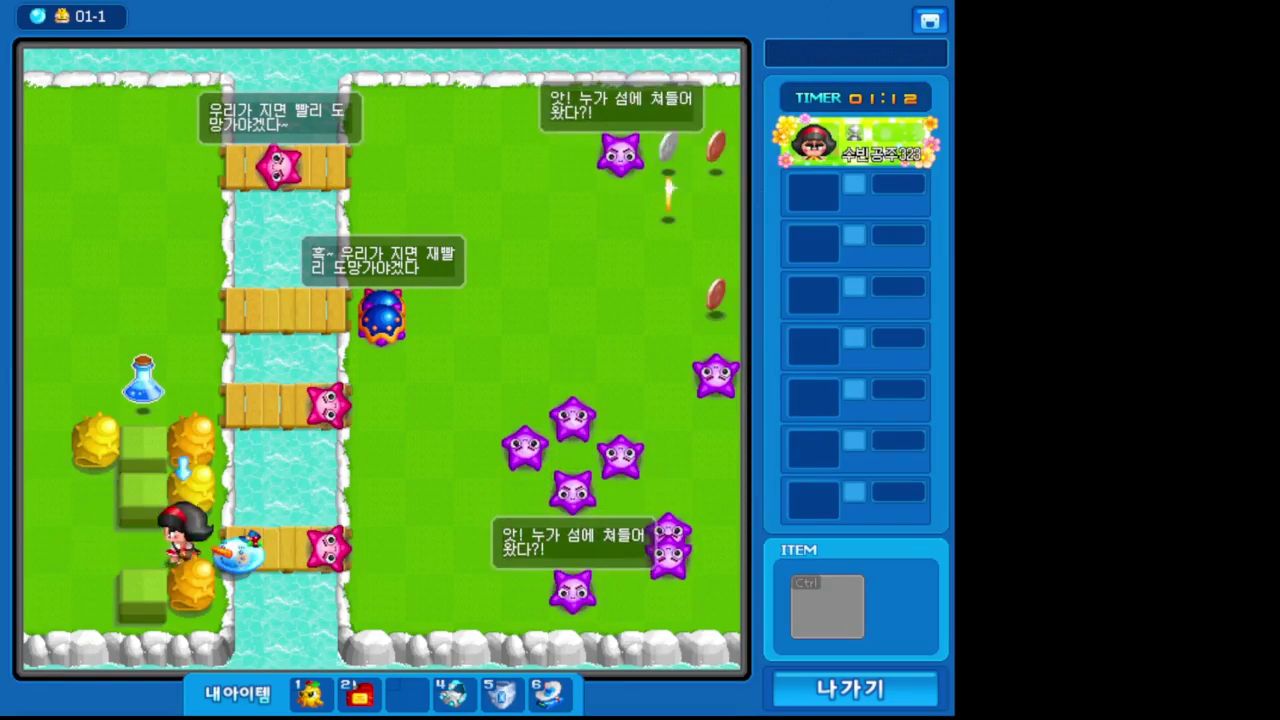 01-1
우리가 지면 빨리 도
망가야겠다~
앗! 누가 섬에 쳐들어
왔다?!
TIMER 01:12
수빈공주023
흑~ 우리가 지면 재빨
리 도망가야겠다
앗! 누가 섬에 쳐들어
왔다?!
ITEM
Ctrl
내아이템
1
2
4
5
6
나가기